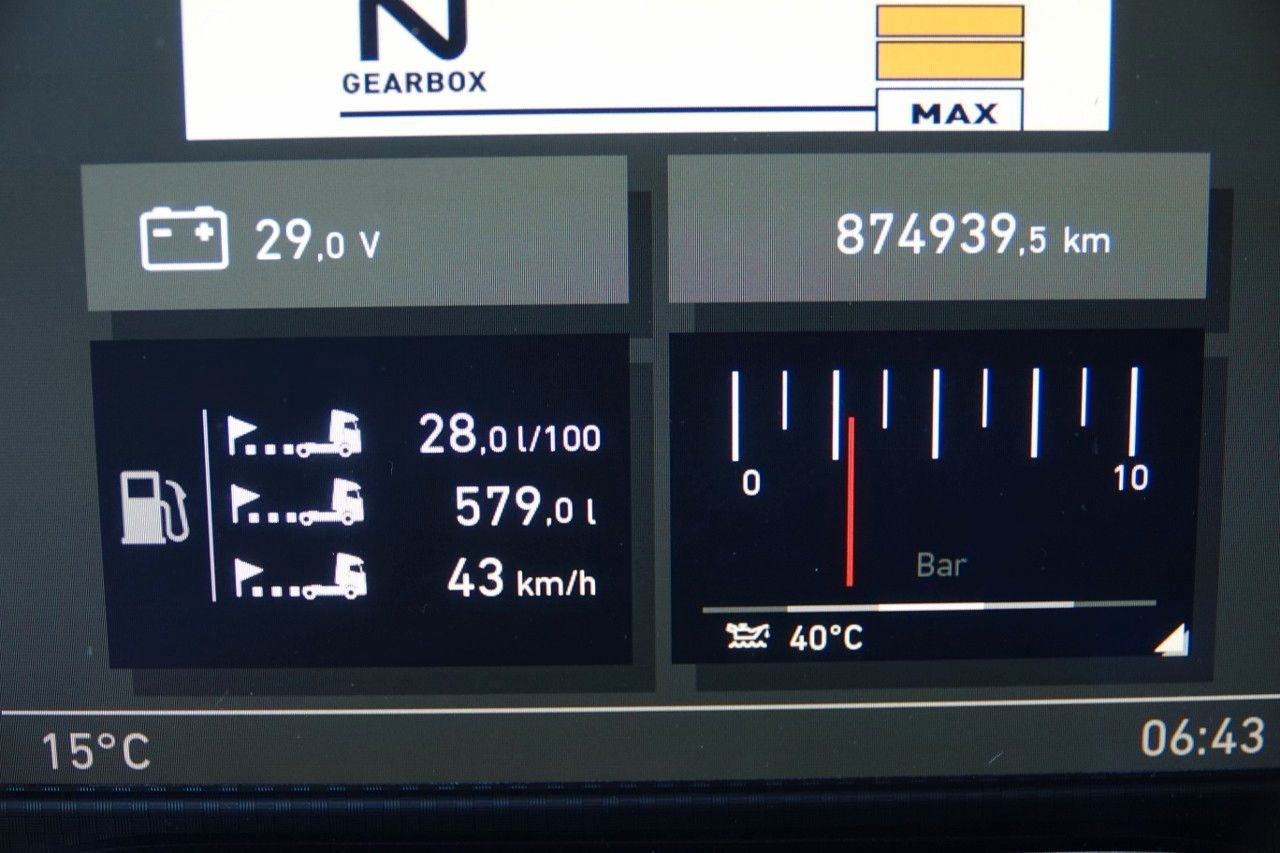 N
GEARBOX
MAX
29,0 V
874939,5 km
28,0 l/100
579,0 l
43 km/h
0
10
Bar
40°C
15°C
06:43